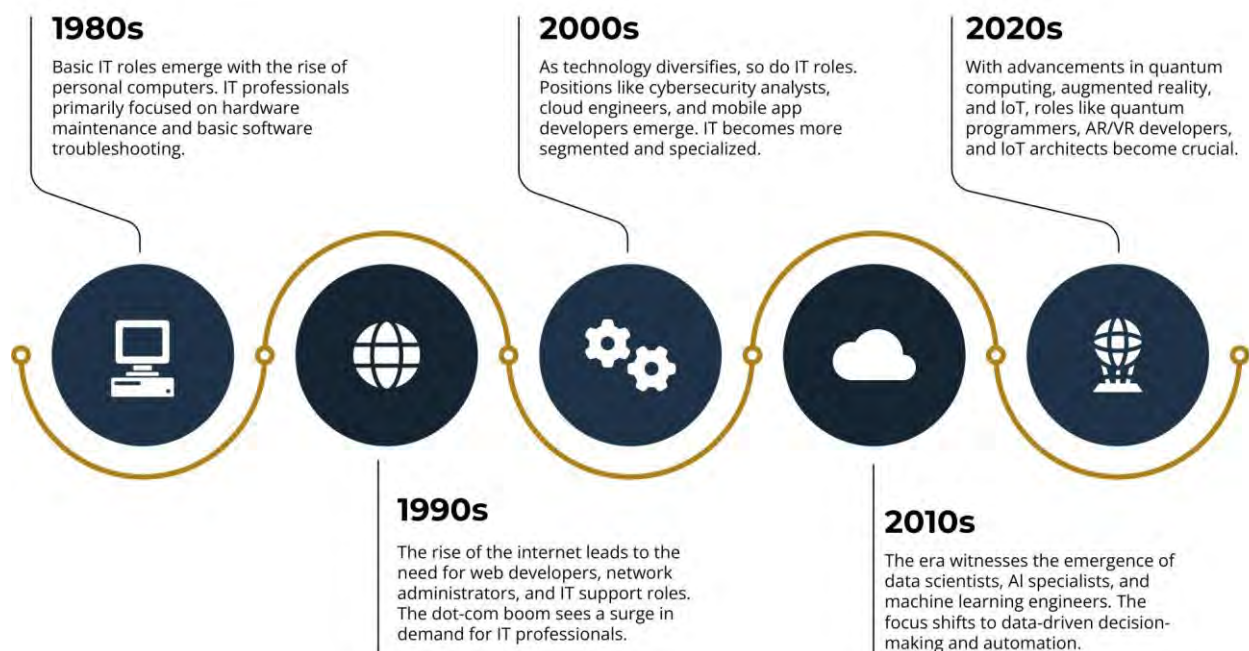 1980s
Basic IT roles emerge with the rise of
personal computers. IT professionals
primarily focused on hardware
maintenance and basic software
troubleshooting.
1990s
The rise of the internet leads to the
need for web developers, network
administrators, and IT support roles.
The dot-com boom sees a surge in
demand for IT professionals.
2000s
As technology diversifies, so do IT roles.
Positions like cybersecurity analysts,
cloud engineers, and mobile app
developers emerge. IT becomes more
segmented and specialized.
2010s
The era witnesses the emergence of
data scientists, AI specialists, and
machine learning engineers. The
focus shifts to data-driven decision-
making and automation.
2020s
With advancements in quantum
computing, augmented reality,
and IoT, roles like quantum
programmers, AR/VR developers,
and IoT architects become crucial.